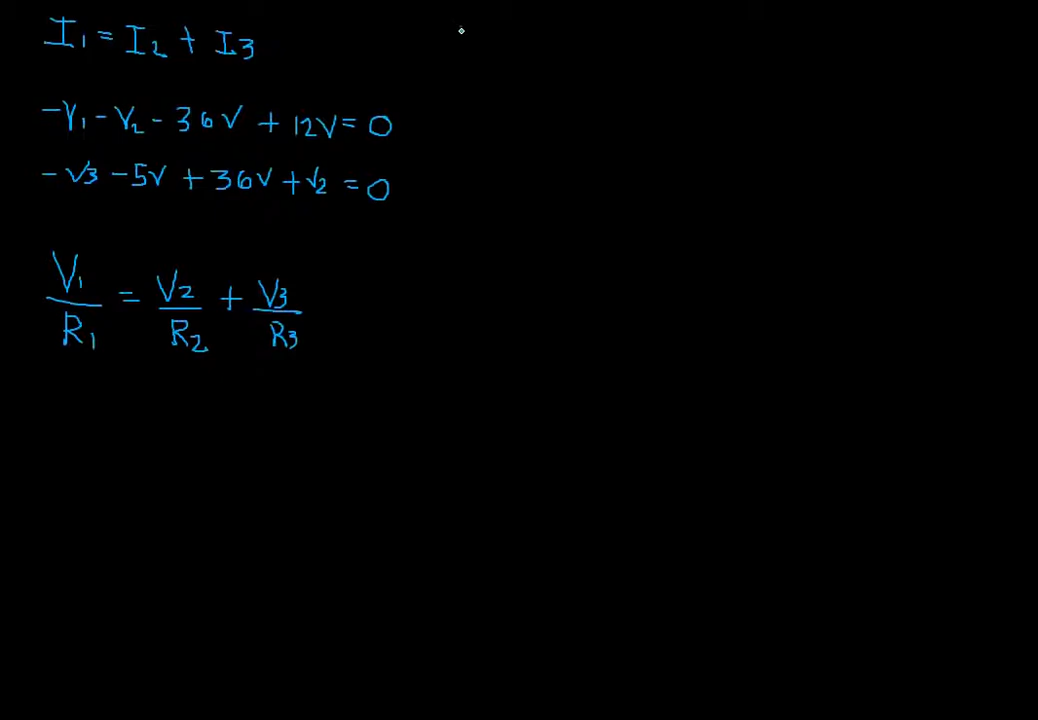 I₁ = I₂ + I₃
-V₁ - V₂ - 36V + 12V = 0
-V3 - 5V + 36V + V₂ = 0
V₁/R₁ = V₂/R₂ + V₃/R₃